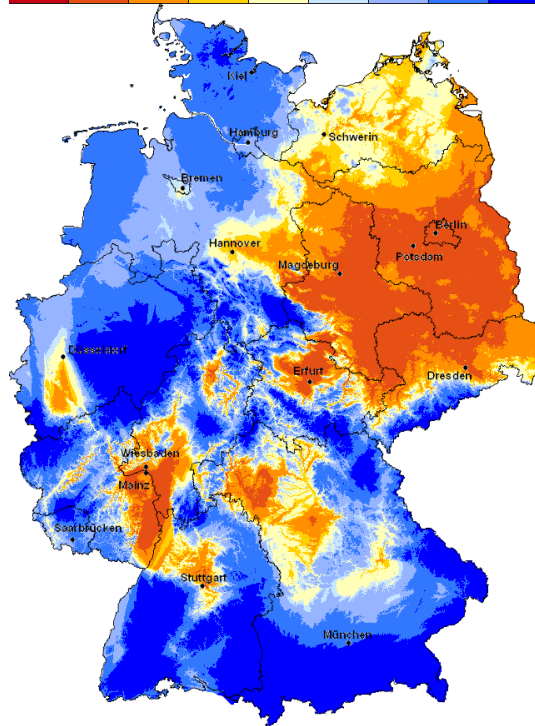 Kiel
Hamburg
Schwerin
Bremen
Berlin
Hannover
Potsdam
Magdeburg
Düsseldorf
Dresden
Erfurt
Wiesbaden
Mainz
Saarbrücken
Stuttgart
München